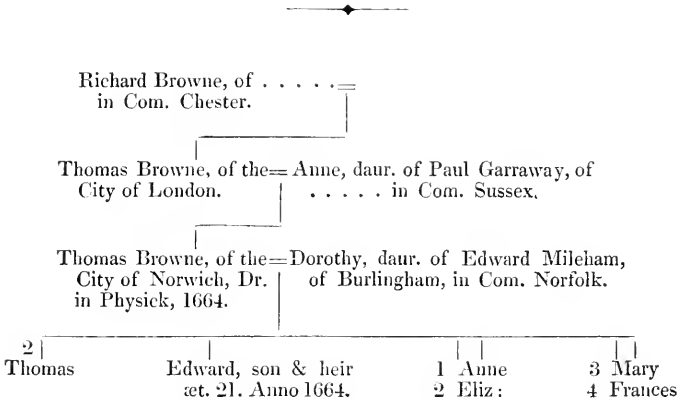 Richard Browne, of . . . . . =
in Com. Chester.
Thomas Browne, of the = Anne, daur. of Paul Garraway, of
City of London. . . . . . in Com. Sussex.
Thomas Browne, of the = Dorothy, daur. of Edward Mileham,
City of Norwich, Dr. of Burlingham, in Com. Norfolk.
in Physick, 1664.
2
Thomas Edward, son & heir 1 Anne 3 Mary
æt. 21. Anno 1664. 2 Eliz: 4 Frances